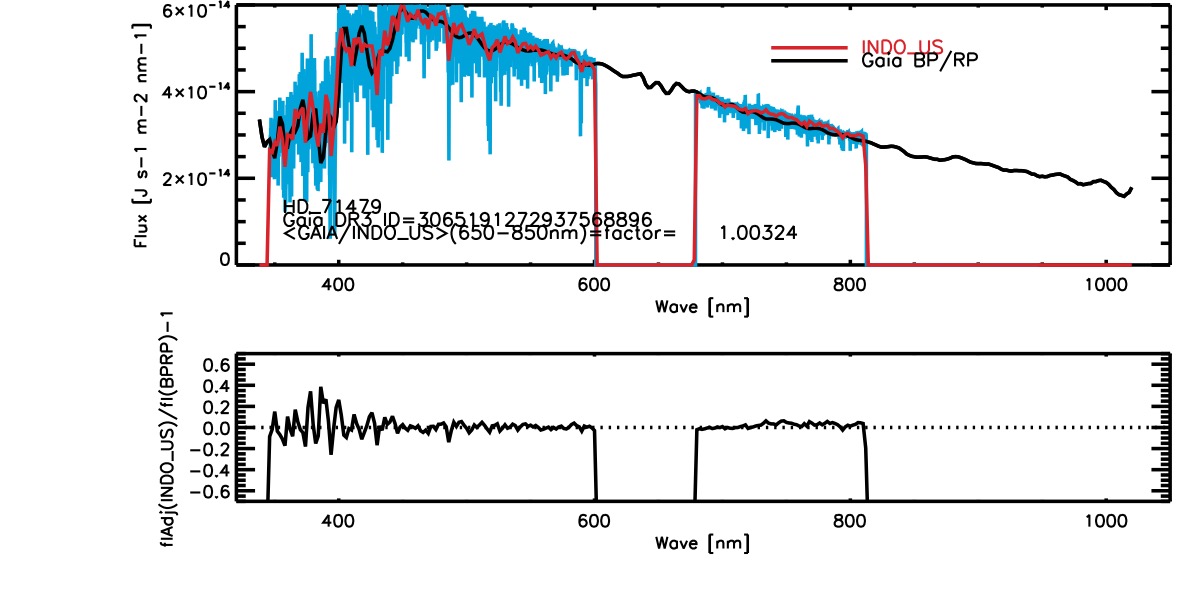 6×10−14
4×10−14
2×10−14
0
Flux [J s−1 m−2 nm−1]
INDO_US
Gaia BP/RP
HD_71479
Gaia DR3 ID=3065191272937568896
<GAIA/INDO_US>(650−850nm)=factor= 1.00324
400 600 800 1000
Wave [nm]
flAdj(INDO_US)/fl(BPRP)−1
0.6
0.4
0.2
0.0
−0.2
−0.4
−0.6
400 600 800 1000
Wave [nm]